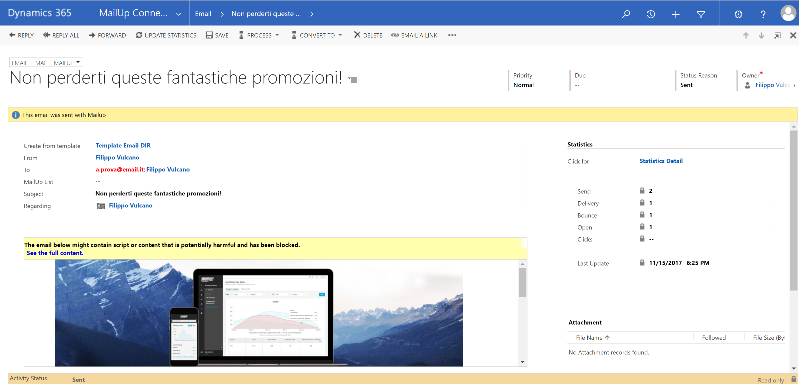 Dynamics 365 MailUp Conne... Email > Non perderti queste ... >
REPLY REPLY ALL FORWARD UPDATE STATISTICS SAVE PROCESS CONVERT TO DELETE EMAIL A LINK ...
EMAIL : MAIL MAILUP
Non perderti queste fantastiche promozioni!
Priority Due Status Reason Owner*
Normal -- Sent Filippo Vulc
This email was sent with Mailup
Create from template Template Email DIR
From Filippo Vulcano
To a.prova@email.it; Filippo Vulcano
MailUp List --
Subject Non perderti queste fantastiche promozioni!
Regarding Filippo Vulcano
The email below might contain script or content that is potentially harmful and has been blocked.
See the full content.
Statistics
Click for Statistics Detail
Send 2
Delivery 1
Bounce 1
Open 1
Clicks --
Last Update 11/15/2017 6:25 PM
Attachment
File Name ↑ Followed File Size (By
No Attachment records found.
Activity Status Sent Read only